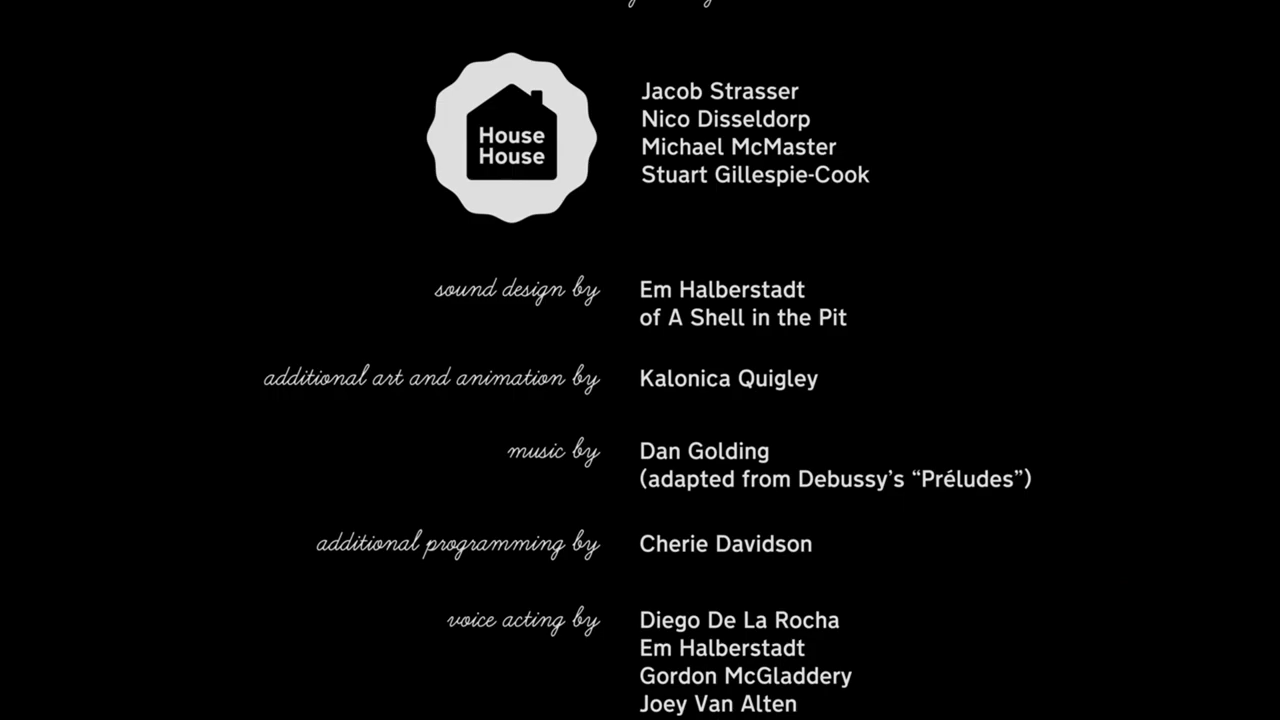 House
House
Jacob Strasser
Nico Disseldorp
Michael McMaster
Stuart Gillespie-Cook
sound design by Em Halberstadt
of A Shell in the Pit
additional art and animation by Kalonica Quigley
music by Dan Golding
(adapted from Debussy’s “Préludes”)
additional programming by Cherie Davidson
voice acting by Diego De La Rocha
Em Halberstadt
Gordon McGladdery
Joey Van Alten